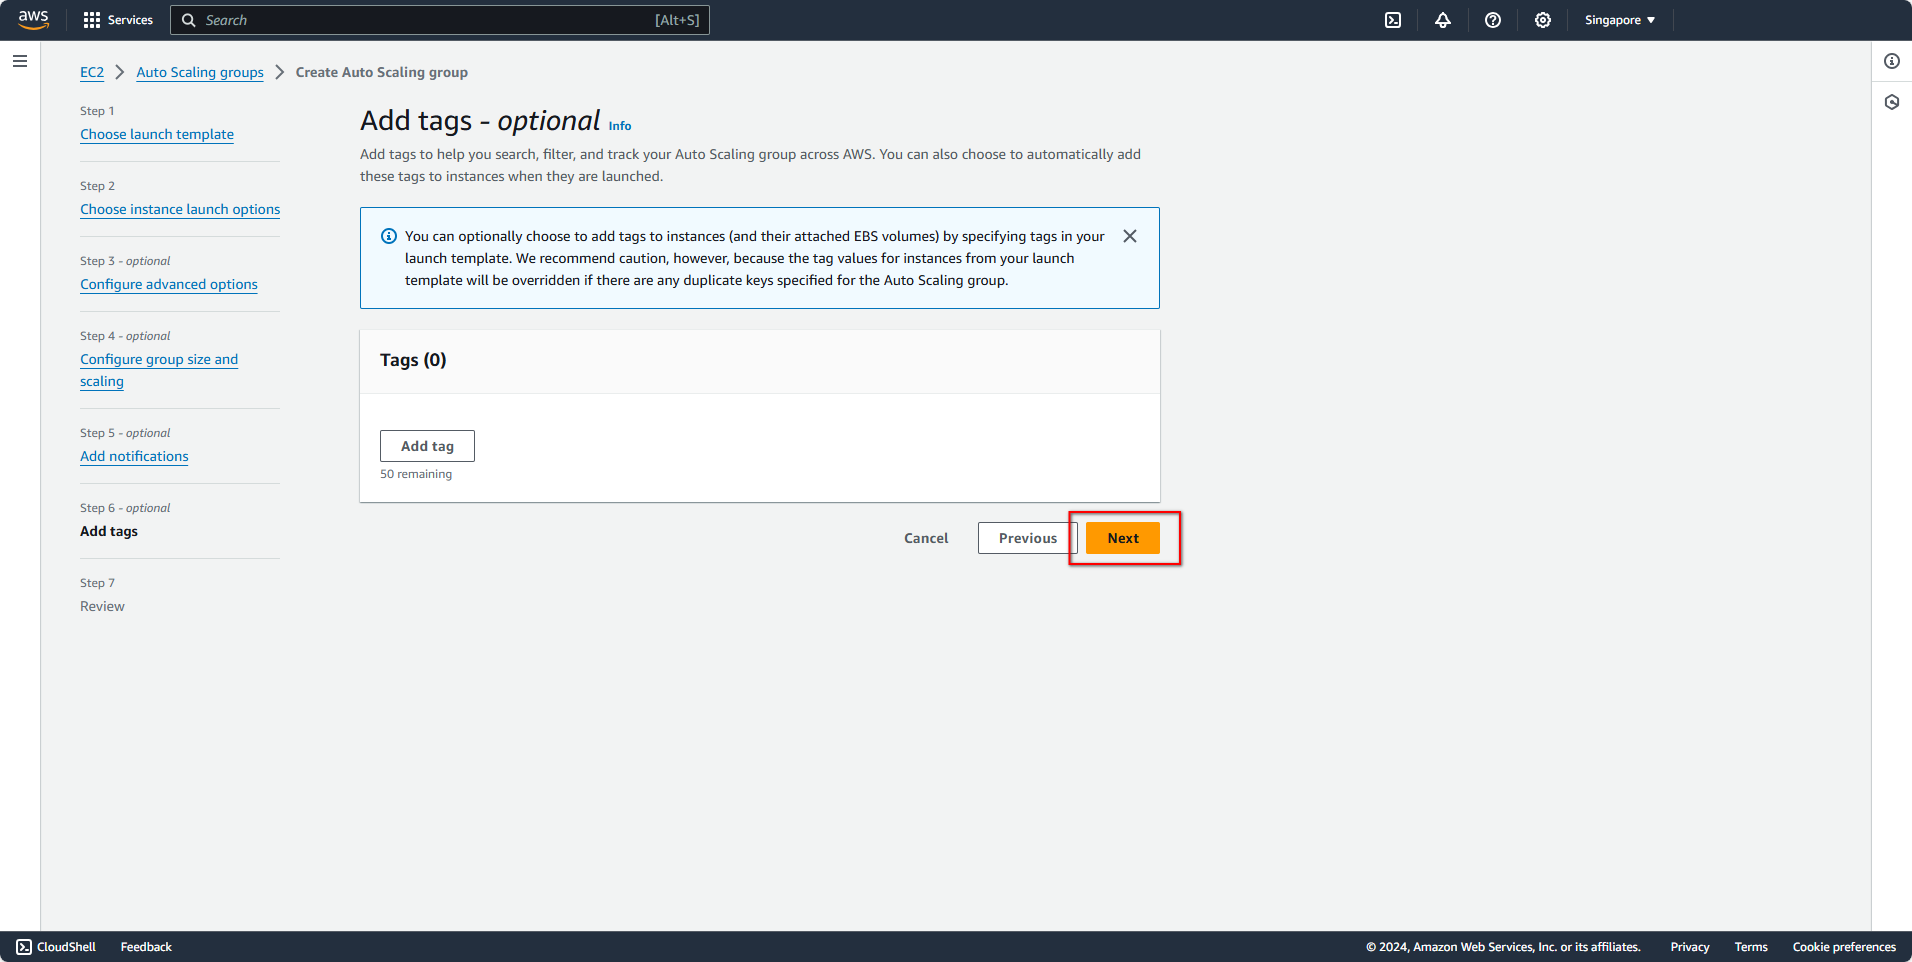 aws
Services
Search
[Alt+S]
Singapore
EC2
Auto Scaling groups
Create Auto Scaling group
Step 1
Choose launch template
Step 2
Choose instance launch options
Step 3 - optional
Configure advanced options
Step 4 - optional
Configure group size and
scaling
Step 5 - optional
Add notifications
Step 6 - optional
Add tags
Step 7
Review
Add tags - optional Info
Add tags to help you search, filter, and track your Auto Scaling group across AWS. You can also choose to automatically add
these tags to instances when they are launched.
You can optionally choose to add tags to instances (and their attached EBS volumes) by specifying tags in your
launch template. We recommend caution, however, because the tag values for instances from your launch
template will be overridden if there are any duplicate keys specified for the Auto Scaling group.
Tags (0)
Add tag
50 remaining
Cancel
Previous
Next
CloudShell
Feedback
© 2024, Amazon Web Services, Inc. or its affiliates.
Privacy
Terms
Cookie preferences